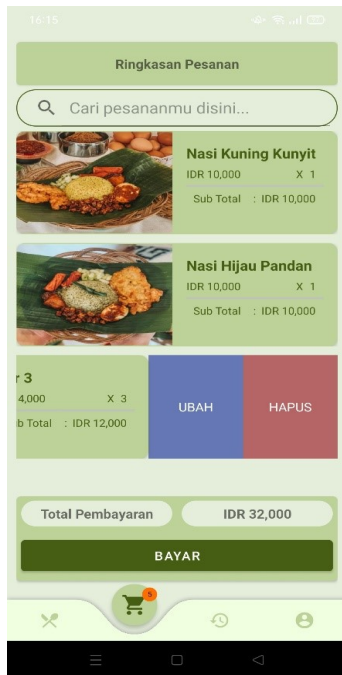 16:15
Ringkasan Pesanan
Cari pesananmu disini...
Nasi Kuning Kunyit
IDR 10,000 X 1
Sub Total : IDR 10,000
Nasi Hijau Pandan
IDR 10,000 X 1
Sub Total : IDR 10,000
r 3
4,000 X 3
b Total : IDR 12,000
UBAH
HAPUS
Total Pembayaran
IDR 32,000
BAYAR
5